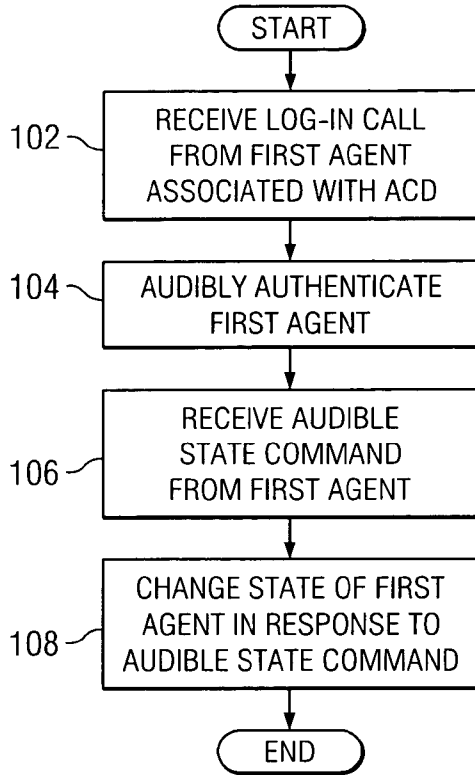 START
102
RECEIVE LOG-IN CALL
FROM FIRST AGENT
ASSOCIATED WITH ACD
104
AUDIBLY AUTHENTICATE
FIRST AGENT
106
RECEIVE AUDIBLE
STATE COMMAND
FROM FIRST AGENT
108
CHANGE STATE OF FIRST
AGENT IN RESPONSE TO
AUDIBLE STATE COMMAND
END